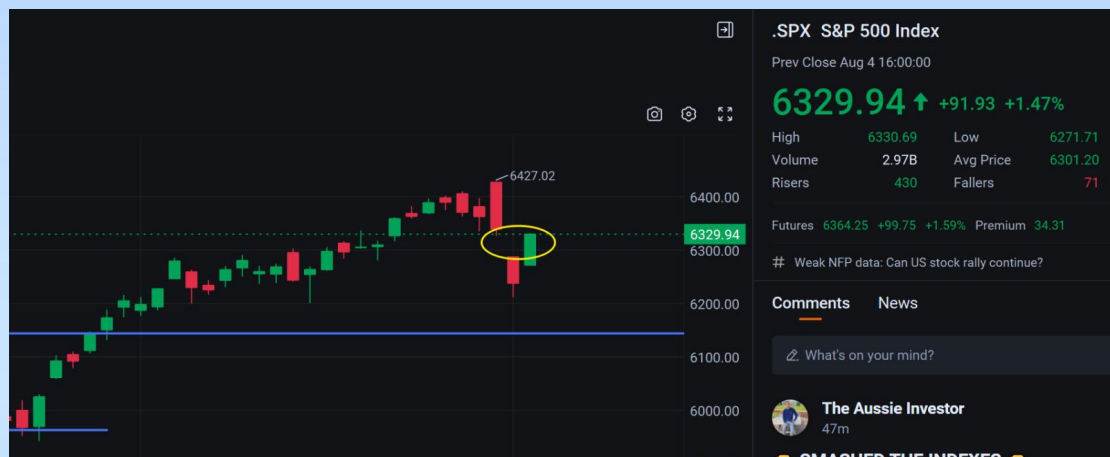 6427.02
6400.00
6329.94
6300.00
6200.00
6100.00
6000.00
.SPX S&P 500 Index
Prev Close Aug 4 16:00:00
6329.94 +91.93 +1.47%
High 6330.69 Low 6271.71
Volume 2.97B Avg Price 6301.20
Risers 430 Fallers 71
Futures 6364.25 +99.75 +1.59% Premium 34.31
# Weak NFP data: Can US stock rally continue?
Comments News
What's on your mind?
The Aussie Investor
47m
SMASHED THE INDEXES